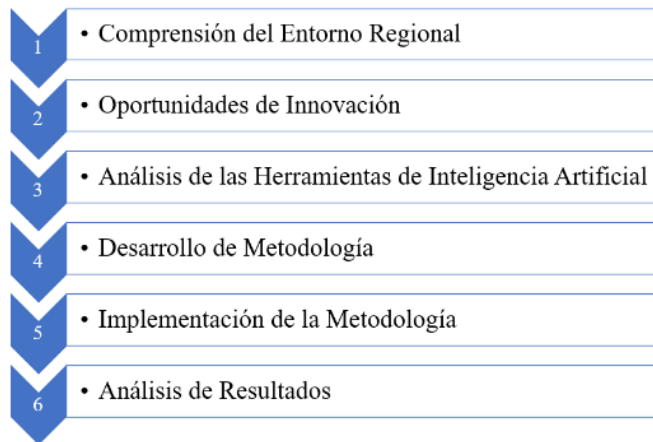 1 • Comprensión del Entorno Regional
2 • Oportunidades de Innovación
3 • Análisis de las Herramientas de Inteligencia Artificial
4 • Desarrollo de Metodología
5 • Implementación de la Metodología
6 • Análisis de Resultados